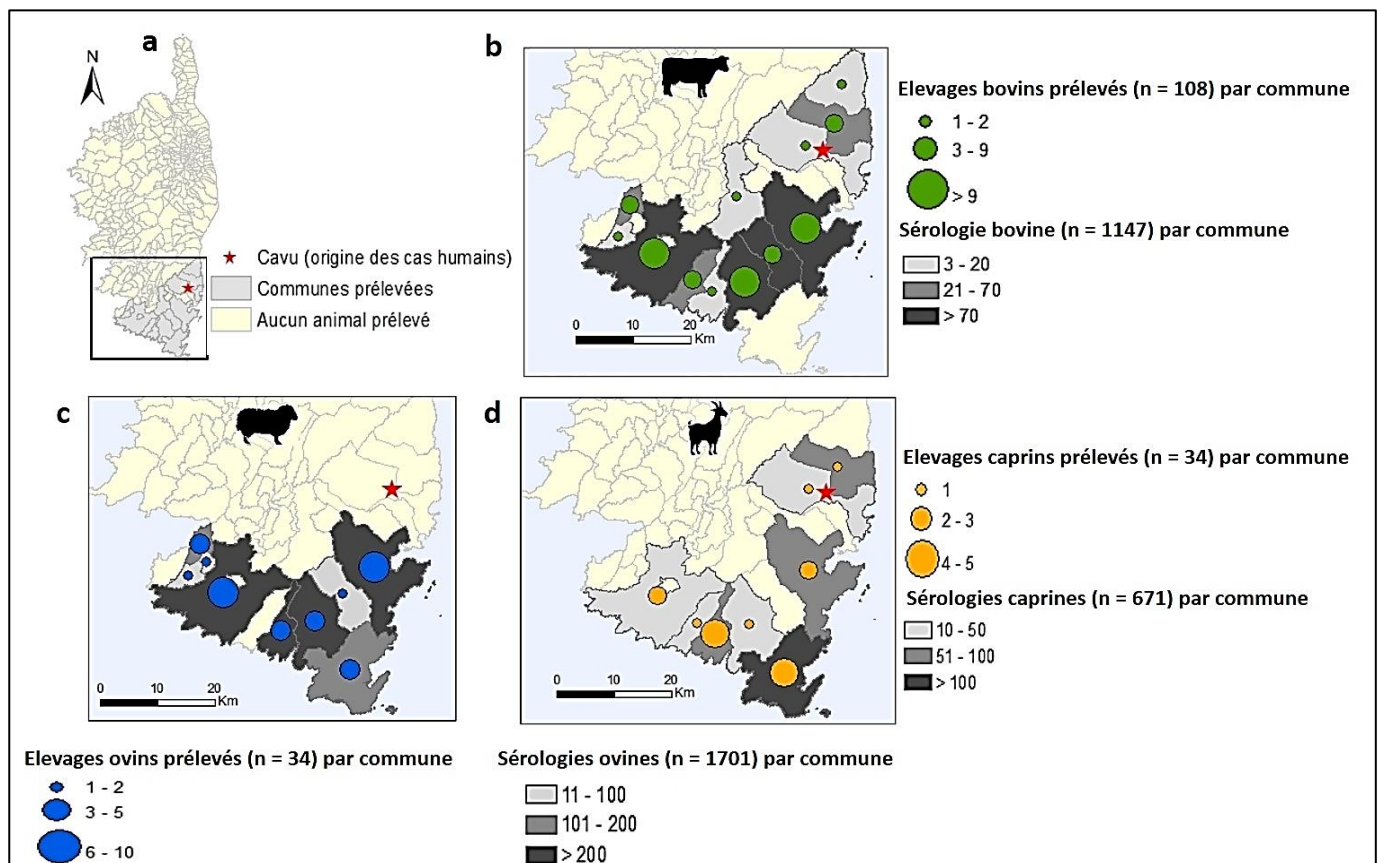 a
N
Cavu (origine des cas humains)
Communes prélevées
Aucun animal prélevé
b
0 10 20
Km
Elevages bovins prélevés (n = 108) par commune
1 - 2
3 - 9
> 9
Sérologie bovine (n = 1147) par commune
3 - 20
21 - 70
> 70
c
0 10 20
Km
d
0 10 20
Km
Elevages caprins prélevés (n = 34) par commune
1
2 - 3
4 - 5
Sérologies caprines (n = 671) par commune
10 - 50
51 - 100
> 100
Elevages ovins prélevés (n = 34) par commune
1 - 2
3 - 5
6 - 10
Sérologies ovines (n = 1701) par commune
11 - 100
101 - 200
> 200